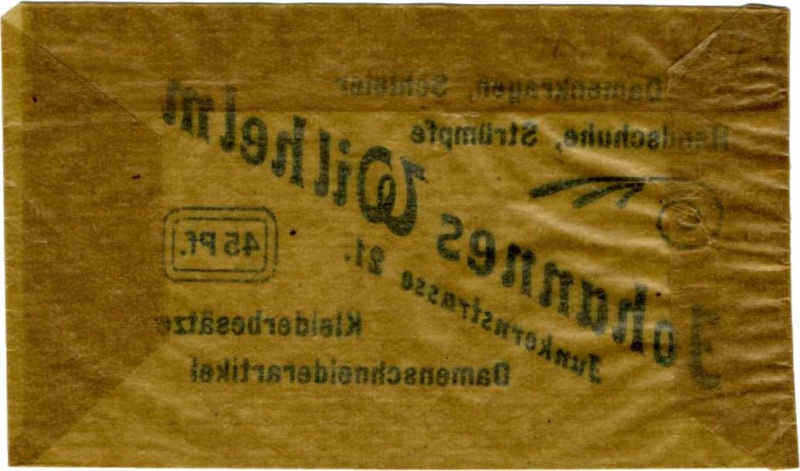 Damenkragen, Schleier
Handschuhe, Strümpfe
Johannes Wilhelm
Junkernstrasse 21.
45 Pf.
Kleiderbesätze
Damenschneiderartikel